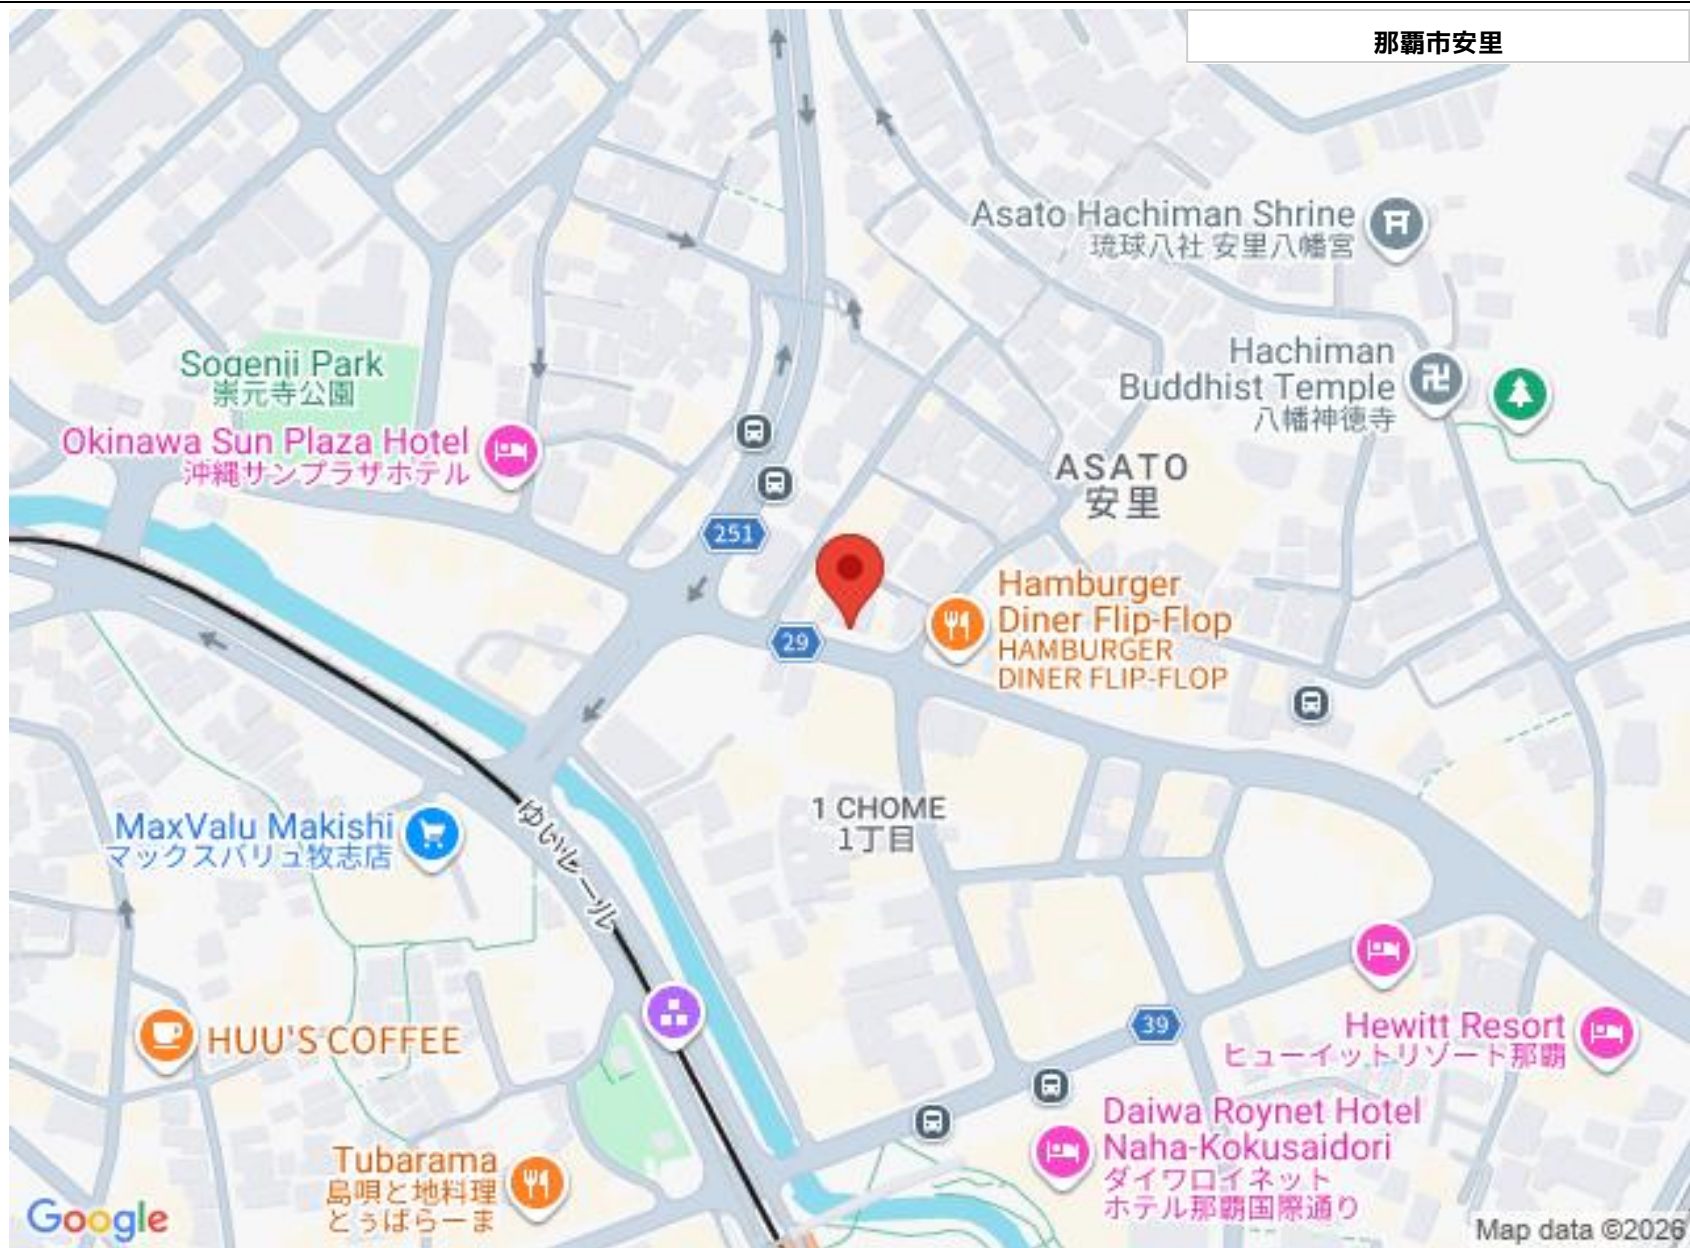 那覇市安里
Asato Hachiman Shrine
琉球八社 安里八幡宮
Sogenji Park
崇元寺公園
Hachiman
Buddhist Temple
八幡神徳寺
Okinawa Sun Plaza Hotel
沖縄サンプラザホテル
ASATO
安里
251
Hamburger
Diner Flip-Flop
HAMBURGER
DINER FLIP-FLOP
29
1 CHOME
1丁目
MaxValu Makishi
マックスバリュ牧志店
ゆいレール
HUU'S COFFEE
39
Hewitt Resort
ヒューイットリゾート那覇
Daiwa Roynet Hotel
Naha-Kokusaidori
ダイワロイネット
ホテル那覇国際通り
Tubarama
島唄と地料理
とぅばらーま
Google
Map data ©2026